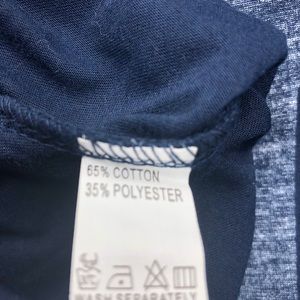 65% COTTON
35% POLYESTER
WASH SEPARATELY